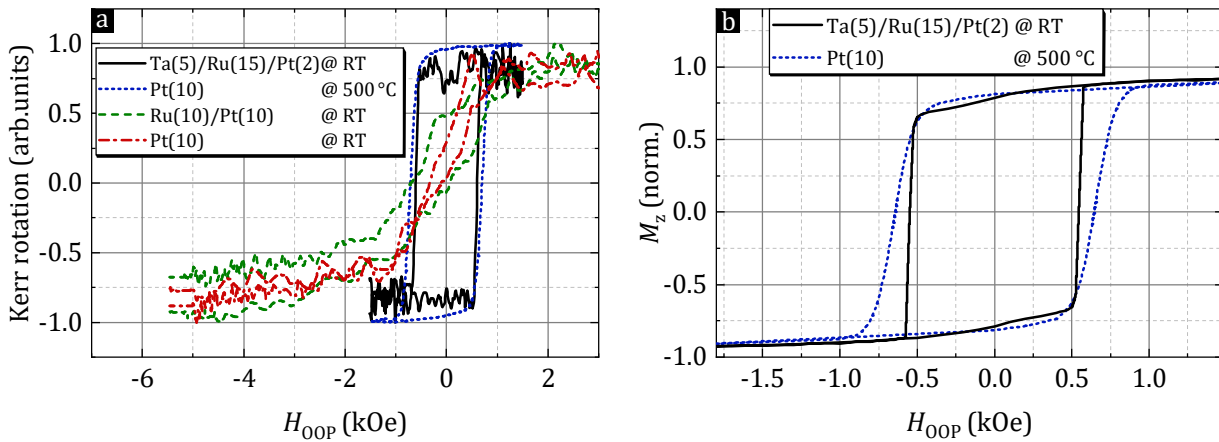 a
Ta(5)/Ru(15)/Pt(2) @ RT
Pt(10) @ 500 °C
Ru(10)/Pt(10) @ RT
Pt(10) @ RT
Kerr rotation (arb.units)
1.0
0.5
0.0
-0.5
-1.0
-6 -4 -2 0 2
H_OOP (kOe)
b
Ta(5)/Ru(15)/Pt(2) @ RT
Pt(10) @ 500 °C
M_z (norm.)
1.0
0.5
0.0
-0.5
-1.0
-1.5 -1.0 -0.5 0.0 0.5 1.0
H_OOP (kOe)